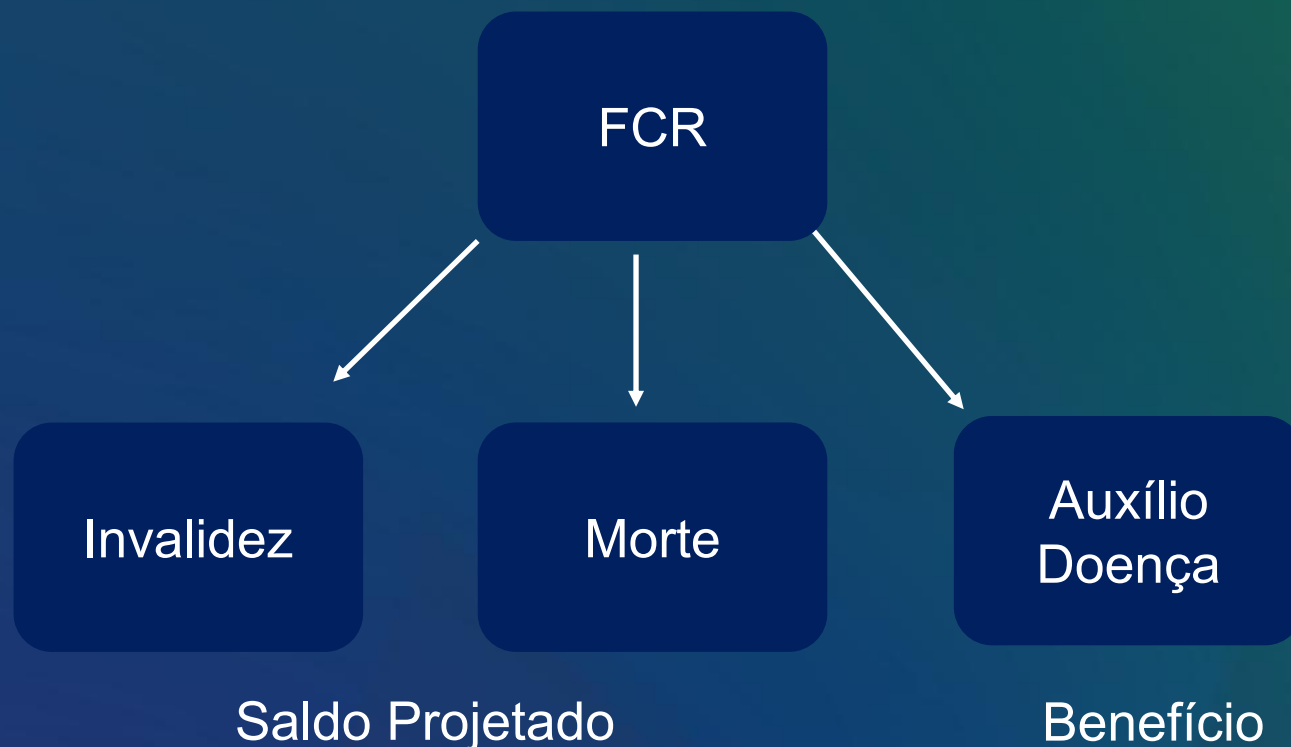 FCR
Invalidez
Morte
Auxílio
Doença
Saldo Projetado
Benefício